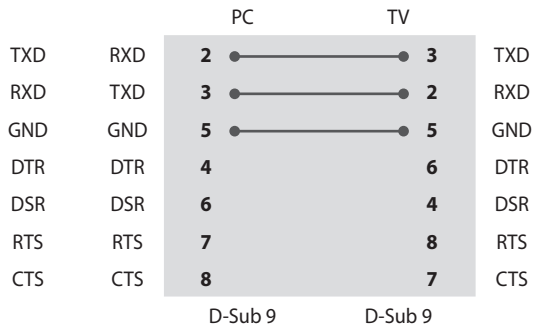 PC TV
TXD RXD 2 3 TXD
RXD TXD 3 2 RXD
GND GND 5 5 GND
DTR DTR 4 6 DTR
DSR DSR 6 4 DSR
RTS RTS 7 8 RTS
CTS CTS 8 7 CTS
D-Sub 9 D-Sub 9